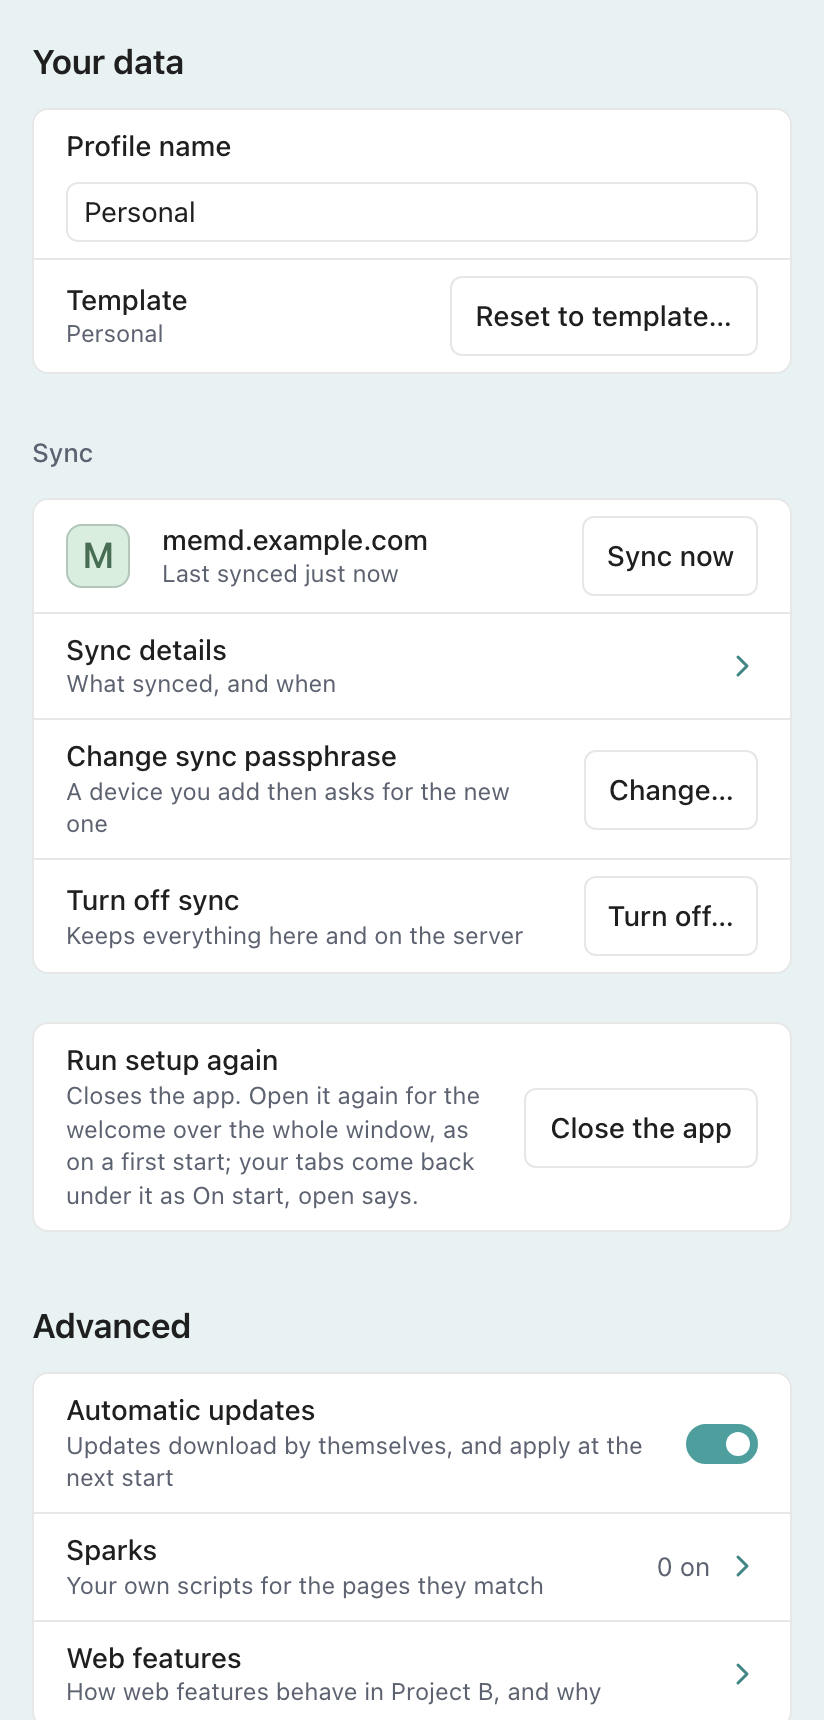 Your data
Profile name
Personal
Template
Personal
Reset to template...
Sync
M
memd.example.com
Last synced just now
Sync now
Sync details
What synced, and when
Change sync passphrase
A device you add then asks for the new
one
Change...
Turn off sync
Keeps everything here and on the server
Turn off...
Run setup again
Closes the app. Open it again for the
welcome over the whole window, as
on a first start; your tabs come back
under it as On start, open says.
Close the app
Advanced
Automatic updates
Updates download by themselves, and apply at the
next start
Sparks
Your own scripts for the pages they match
0 on
Web features
How web features behave in Project B, and why